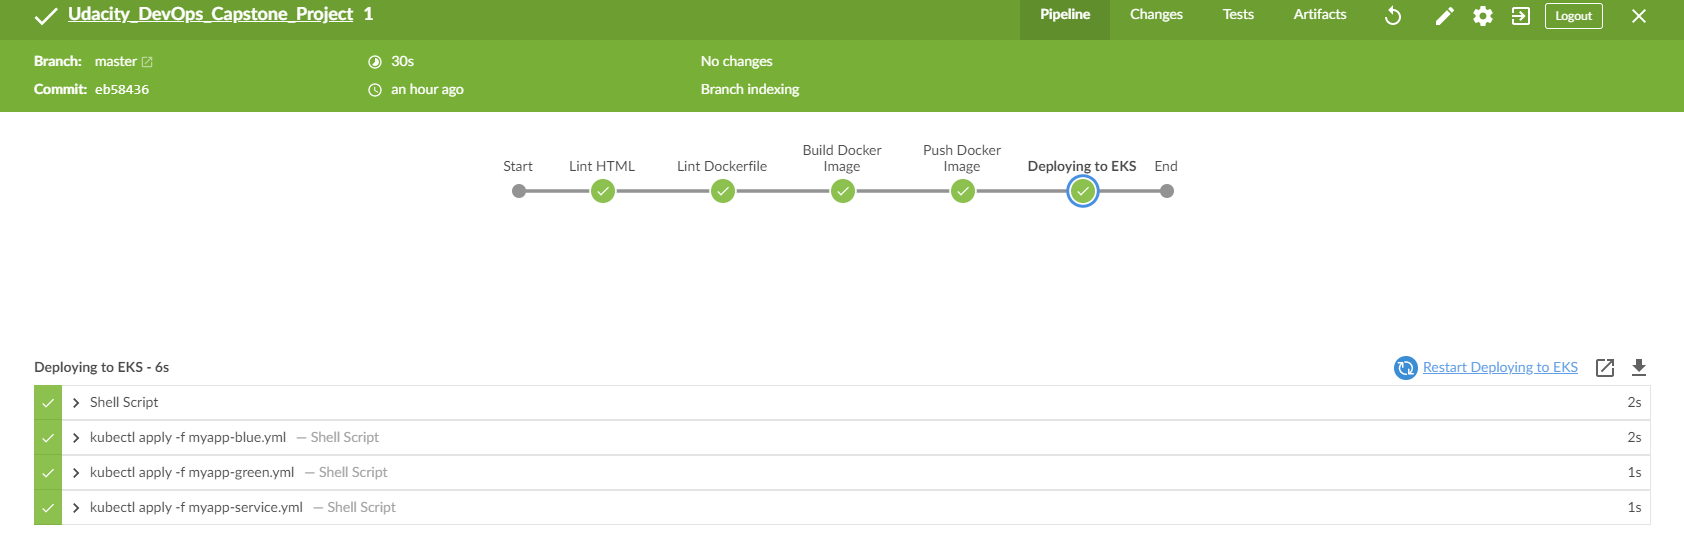 Udacity_DevOps_Capstone_Project 1
Pipeline Changes Tests Artifacts Logout
Branch: master 30s No changes
Commit: eb58436 an hour ago Branch indexing
Start Lint HTML Lint Dockerfile Build Docker Image Push Docker Image Deploying to EKS End
Deploying to EKS - 6s Restart Deploying to EKS
Shell Script 2s
kubectl apply -f myapp-blue.yml — Shell Script 2s
kubectl apply -f myapp-green.yml — Shell Script 1s
kubectl apply -f myapp-service.yml — Shell Script 1s